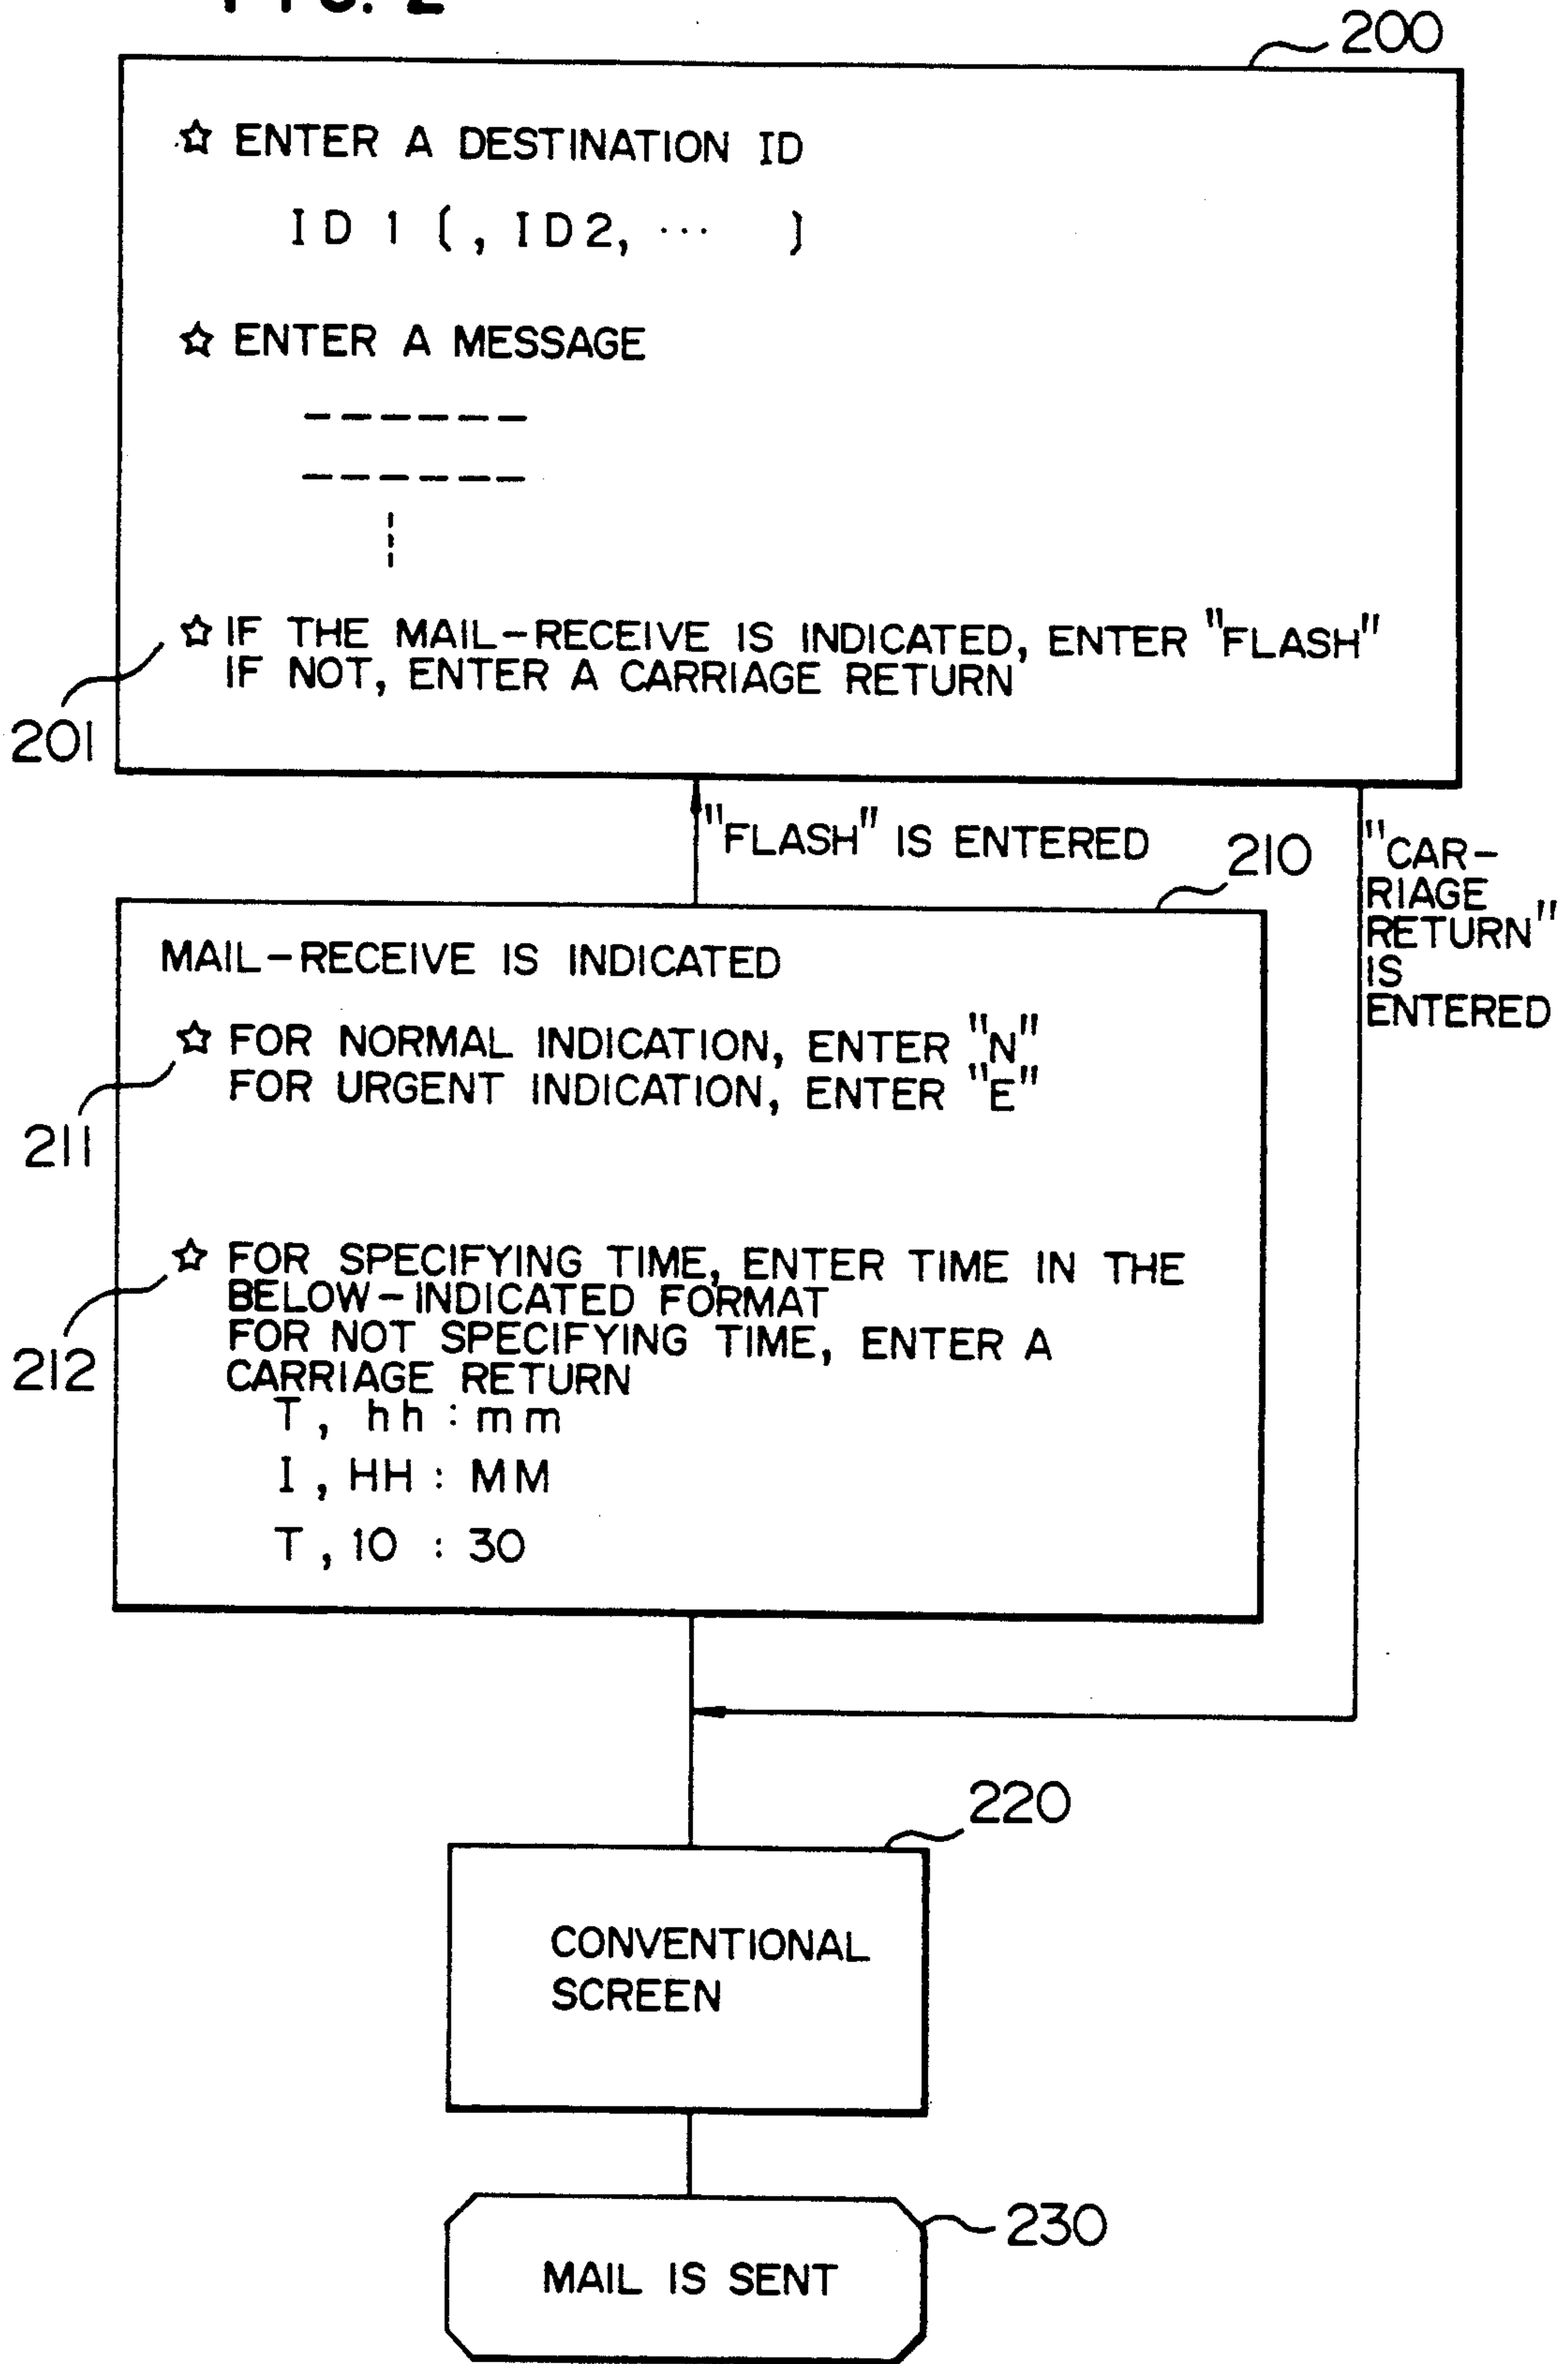 FIG. 2
200
☆ ENTER A DESTINATION ID
ID 1 (, ID2, ··· )
☆ ENTER A MESSAGE
☆ IF THE MAIL-RECEIVE IS INDICATED, ENTER "FLASH"
IF NOT, ENTER A CARRIAGE RETURN
201
"FLASH" IS ENTERED
"CAR-
RIAGE
RETURN"
IS
ENTERED
210
MAIL-RECEIVE IS INDICATED
☆ FOR NORMAL INDICATION, ENTER "N"
FOR URGENT INDICATION, ENTER "E"
211
☆ FOR SPECIFYING TIME, ENTER TIME IN THE
BELOW-INDICATED FORMAT
FOR NOT SPECIFYING TIME, ENTER A
CARRIAGE RETURN
212
T, hh : mm
I, HH : MM
T, 10 : 30
220
CONVENTIONAL
SCREEN
230
MAIL IS SENT